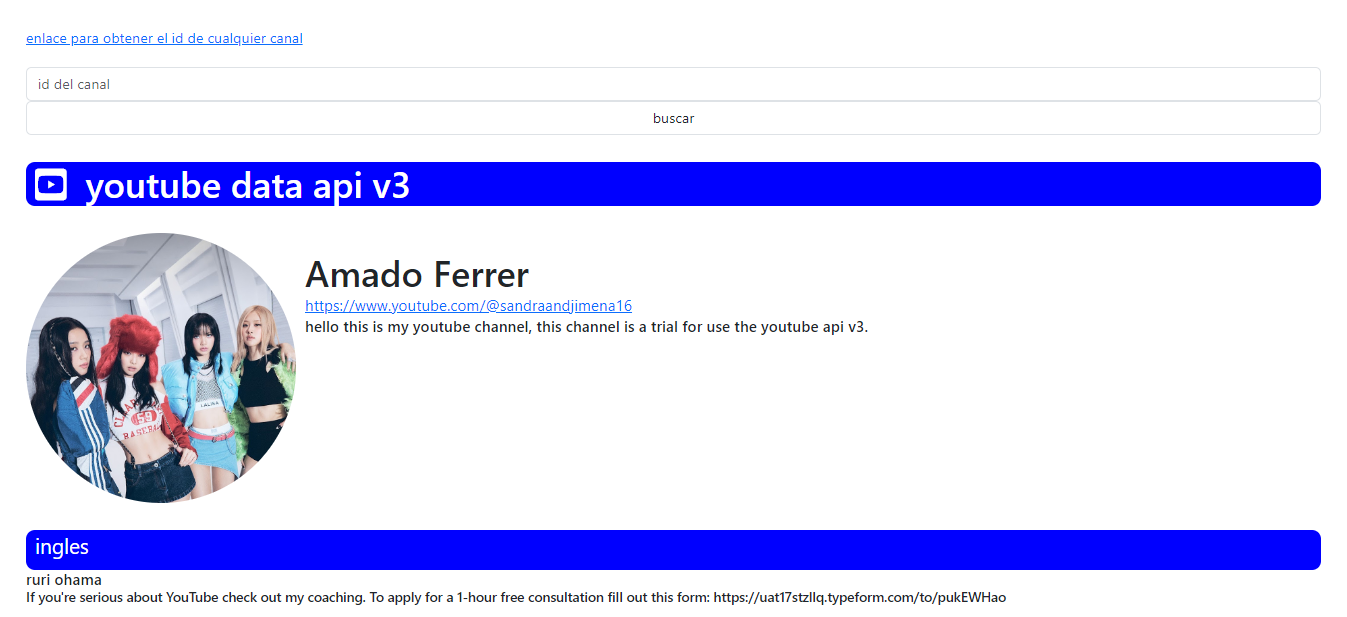 enlace para obtener el id de cualquier canal
id del canal
buscar
youtube data api v3
Amado Ferrer
https://www.youtube.com/@sandraandjimena16
hello this is my youtube channel, this channel is a trial for use the youtube api v3.
LALISA
59
BASEBALL
ingles
ruri ohama
If you're serious about YouTube check out my coaching. To apply for a 1-hour free consultation fill out this form: https://uat17stzllq.typeform.com/to/pukEWHao